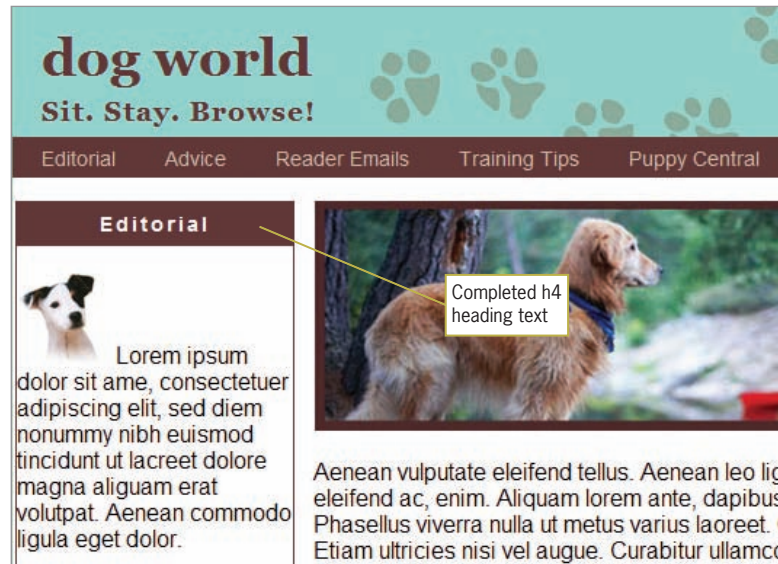 dog world
Sit. Stay. Browse!
Editorial Advice Reader Emails Training Tips Puppy Central
Editorial
Completed h4
heading text
Lorem ipsum
dolor sit ame, consectetuer
adipiscing elit, sed diem
nonummy nibh euismod
tincidunt ut lacreet dolore
magna aliguam erat
volutpat. Aenean commodo
ligula eget dolor.
Aenean vulputate eleifend tellus. Aenean leo lig
eleifend ac, enim. Aliquam lorem ante, dapibus
Phasellus viverra nulla ut metus varius laoreet.
Etiam ultricies nisi vel augue. Curabitur ullamco